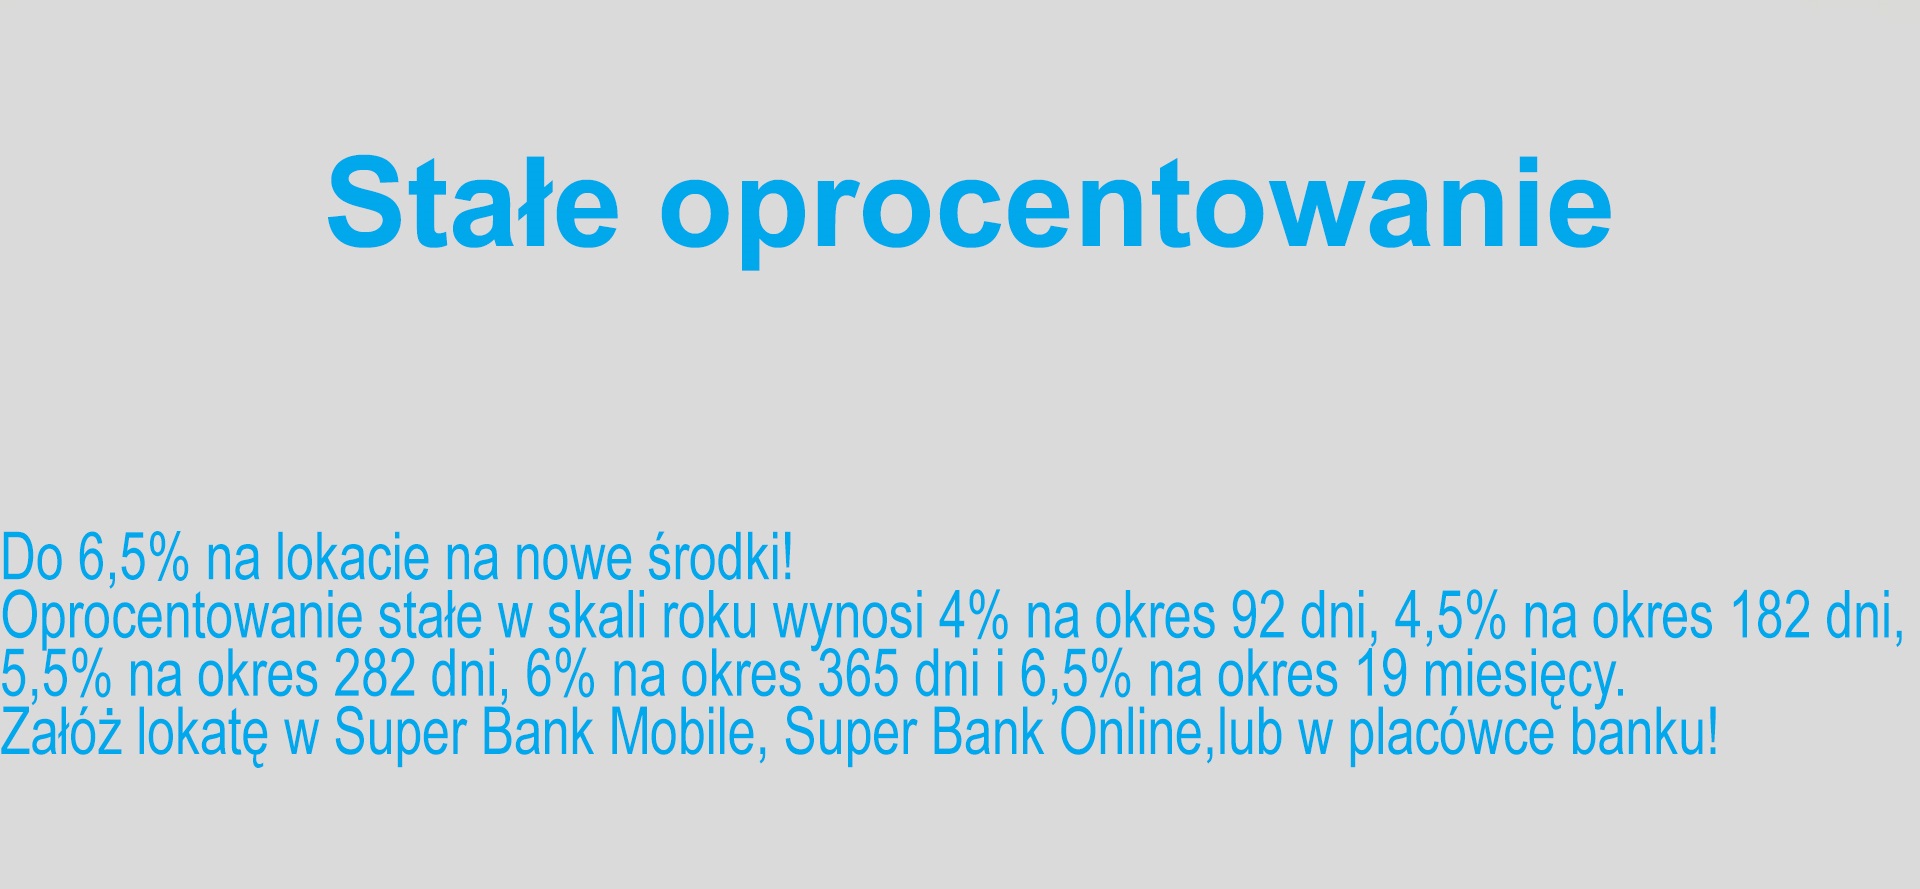 Stałe oprocentowanie
Do 6,5% na lokacie na nowe środki!
Oprocentowanie stałe w skali roku wynosi 4% na okres 92 dni, 4,5% na okres 182 dni,
5,5% na okres 282 dni, 6% na okres 365 dni i 6,5% na okres 19 miesięcy.
Załóż lokatę w Super Bank Mobile, Super Bank Online,lub w placówce banku!